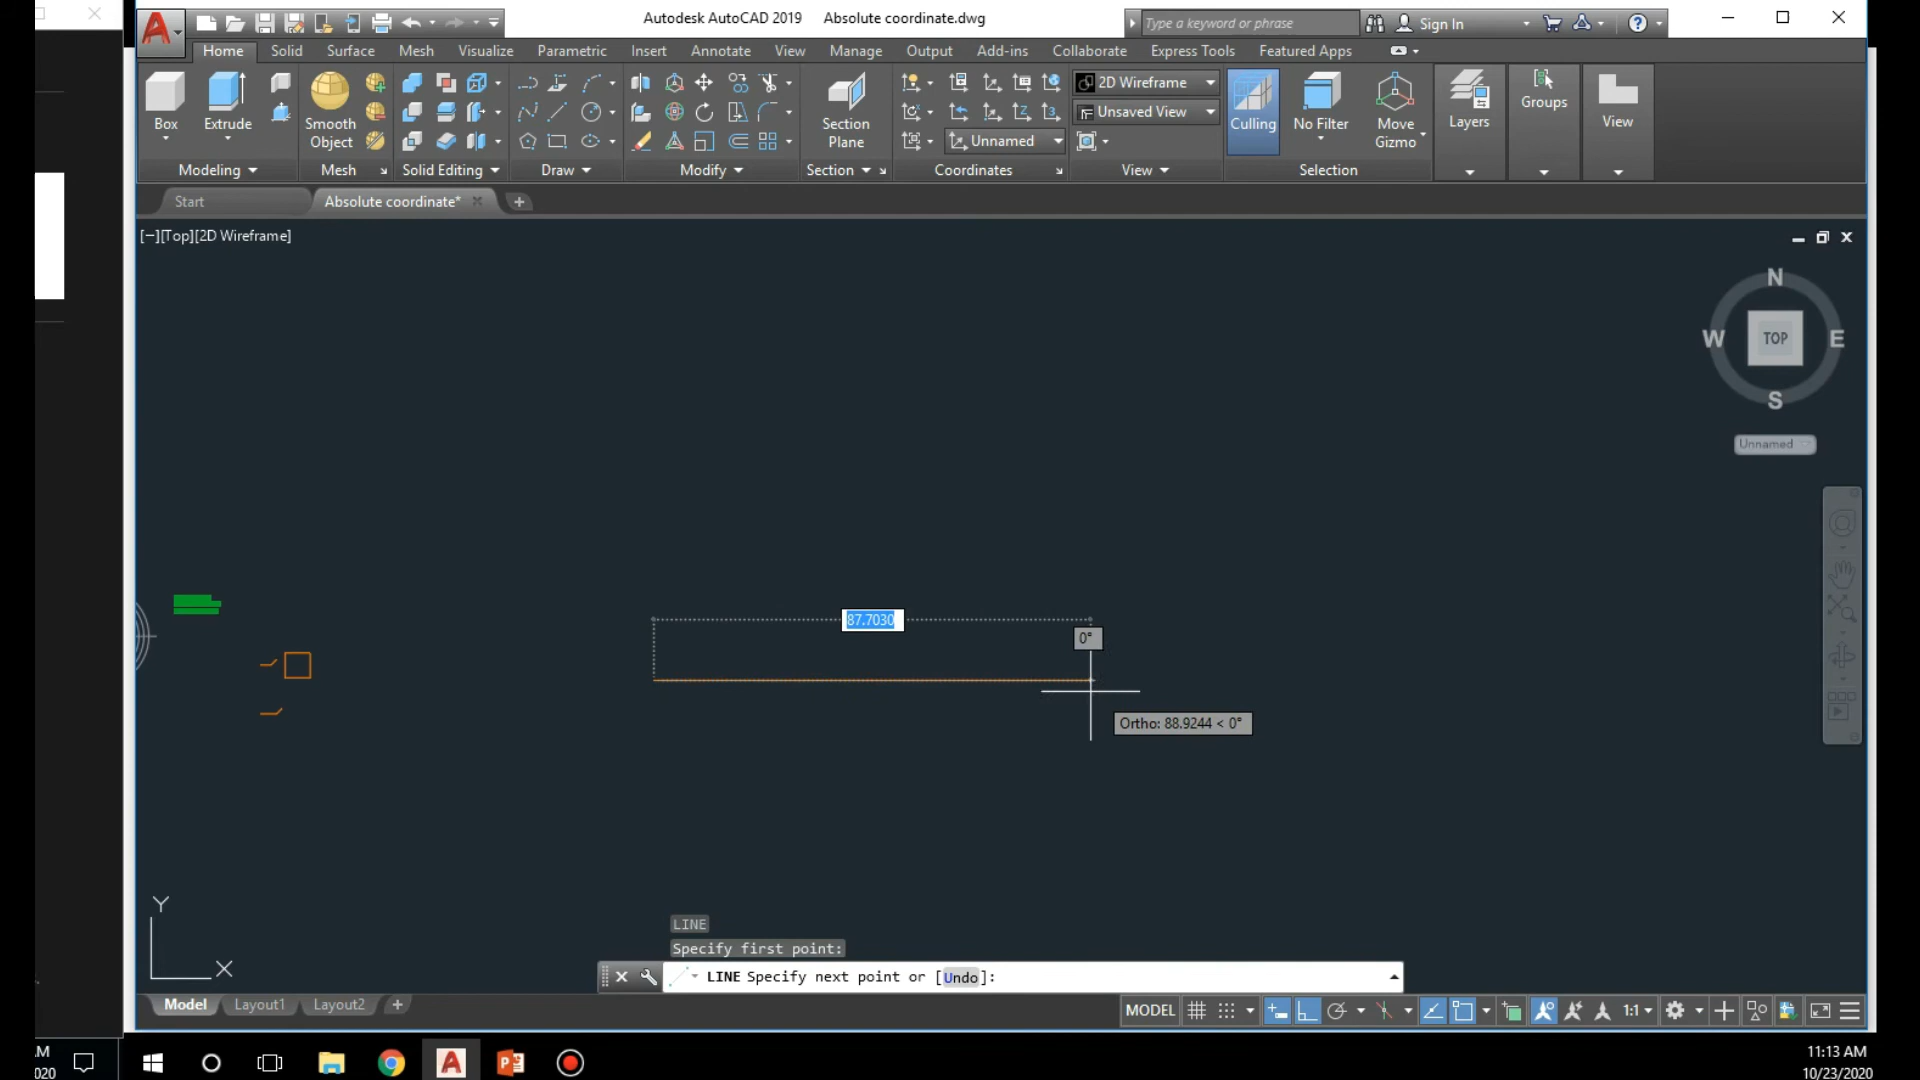 Autodesk AutoCAD 2019 Absolute coordinate.dwg
Type a keyword or phrase
Sign In
Home Solid Surface Mesh Visualize Parametric Insert Annotate View Manage Output Add-ins Collaborate Express Tools Featured Apps
Box
Extrude
Smooth
Object
Section
Plane
2D Wireframe
Unsaved View
Unnamed
Culling
No Filter
Move
Gizmo
Layers
Groups
View
Modeling Mesh Solid Editing Draw Modify Section Coordinates View Selection
Start Absolute coordinate*
[−][Top][2D Wireframe]
N
W TOP E
S
Unnamed
87.7030
0°
Ortho: 88.9244 < 0°
Y
X
LINE
Specify first point:
LINE Specify next point or [Undo]:
Model Layout1 Layout2
MODEL 1:1
11:13 AM
10/23/2020